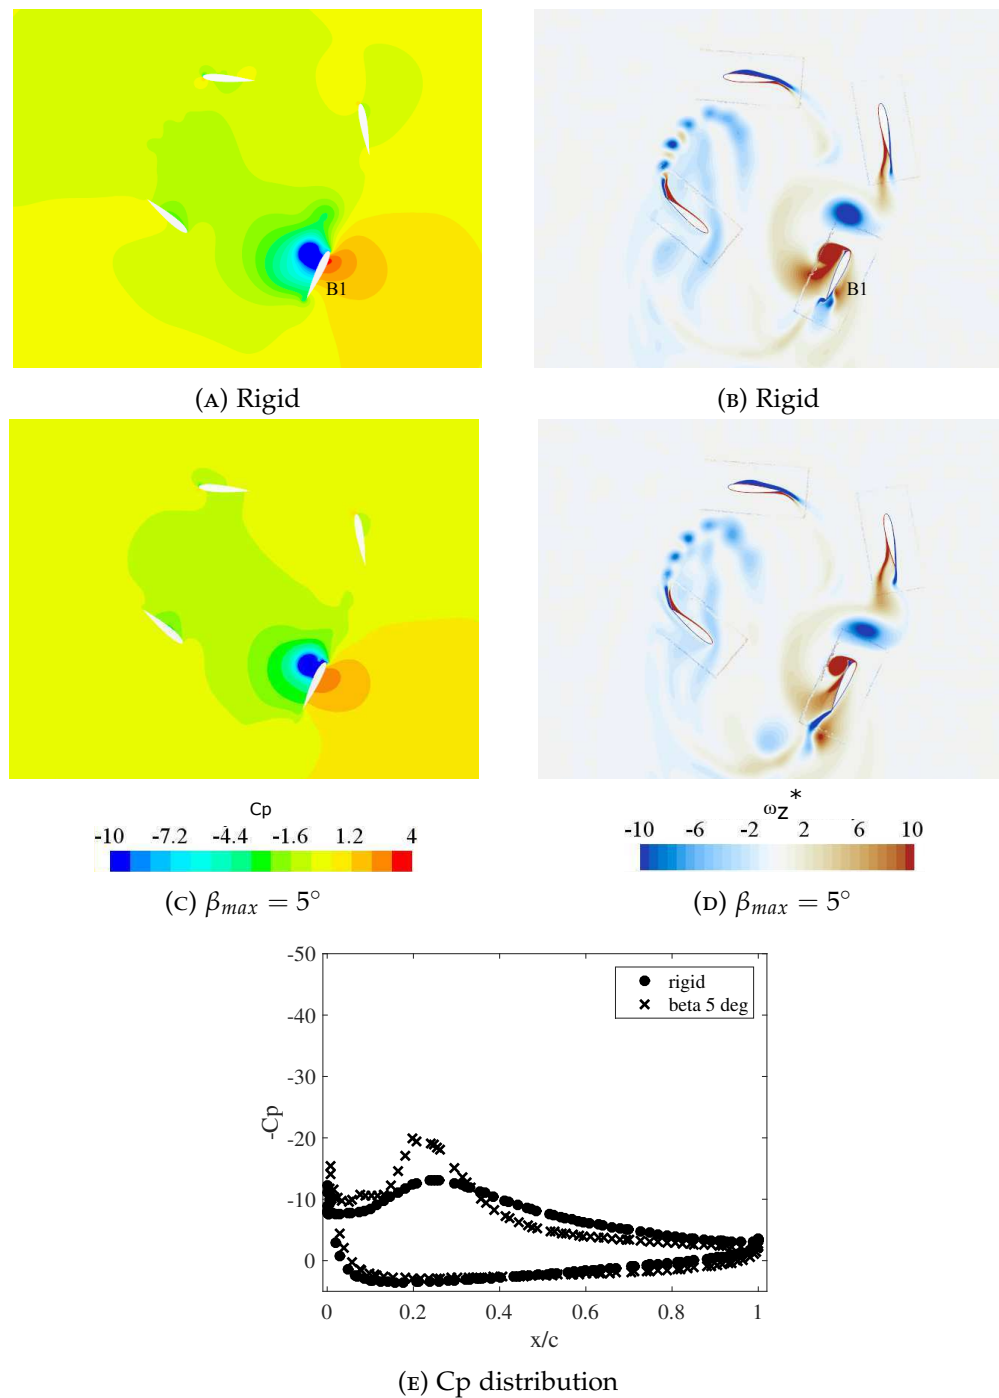 B1
B1
(A) Rigid
(B) Rigid
Cp
-10 -7.2 -4.4 -1.6 1.2 4
ωZ*
-10 -6 -2 2 6 10
(C) βmax = 5°
(D) βmax = 5°
-50
-40
-30
-20
-10
0
-Cp
rigid
beta 5 deg
0 0.2 0.4 0.6 0.8 1
x/c
(E) Cp distribution